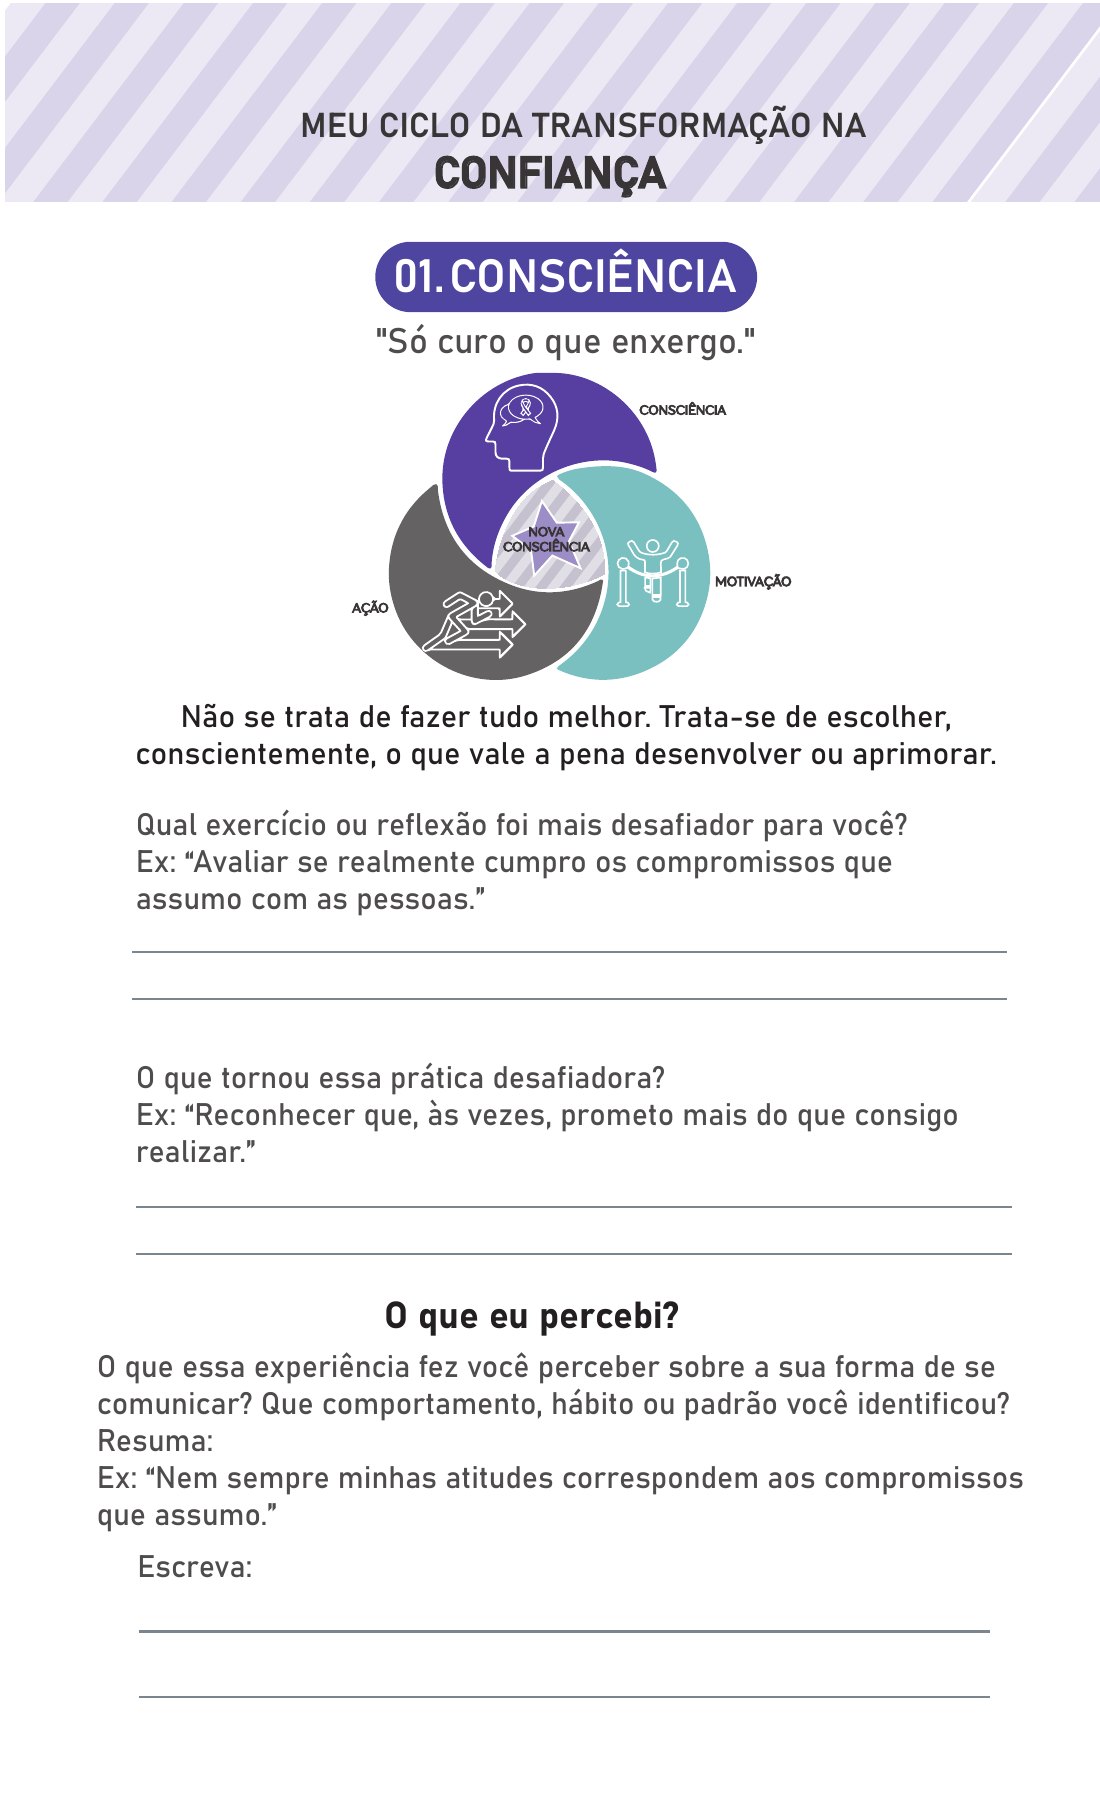 MEU CICLO DA TRANSFORMAÇÃO NA
CONFIANÇA
01. CONSCIÊNCIA
"Só curo o que enxergo."
CONSCIÊNCIA
NOVA
CONSCIÊNCIA
MOTIVAÇÃO
AÇÃO
Não se trata de fazer tudo melhor. Trata-se de escolher,
conscientemente, o que vale a pena desenvolver ou aprimorar.
Qual exercício ou reflexão foi mais desafiador para você?
Ex: “Avaliar se realmente cumpro os compromissos que
assumo com as pessoas.”
O que tornou essa prática desafiadora?
Ex: “Reconhecer que, às vezes, prometo mais do que consigo
realizar.”
O que eu percebi?
O que essa experiência fez você perceber sobre a sua forma de se
comunicar? Que comportamento, hábito ou padrão você identificou?
Resuma:
Ex: “Nem sempre minhas atitudes correspondem aos compromissos
que assumo.”
Escreva: